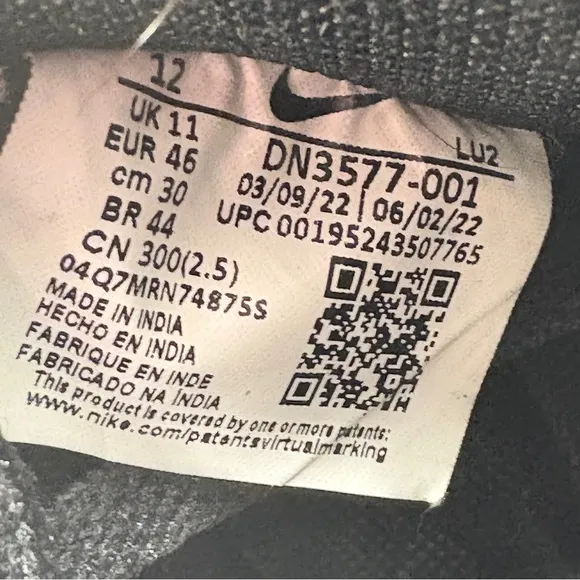 12
LU2
UK 11
EUR 46
cm 30
BR 44
CN 300(2.5)
DN3577-001
03/09/22 | 06/02/22
UPC 00195243507765
04Q7MRN74875S
MADE IN INDIA
HECHO EN INDIA
FABRIQUE EN INDE
FABRICADO NA ÍNDIA
This product is covered by one or more patents:
www.nike.com/patentsvirtualmarking